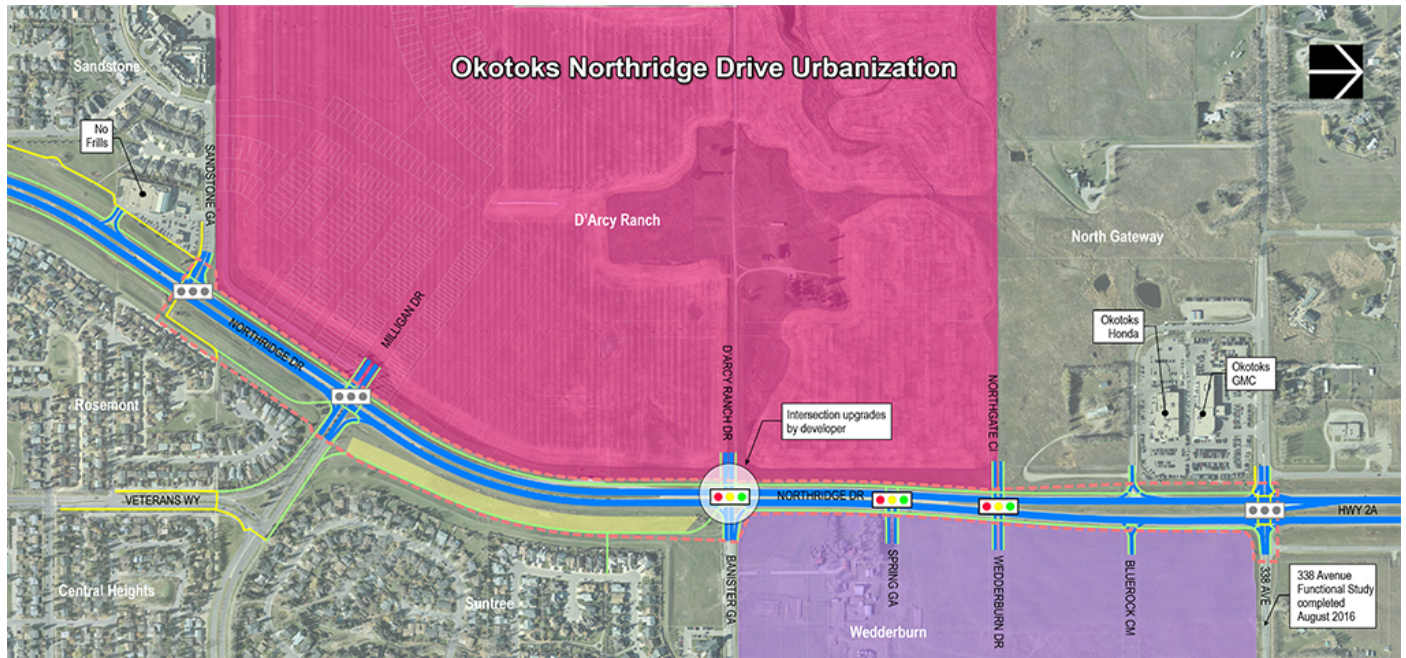 Okotoks Northridge Drive Urbanization
Sandstone
No
Frills
SANDSTONE GA
D'Arcy Ranch
North Gateway
NORTHRIDGE DR
MILLIGAN DR
Okotoks
Honda
Okotoks
GMC
Rosemont
D'ARCY RANCH DR
Intersection upgrades
by developer
NORTHGATE CI
VETERANS WY
NORTHRIDGE DR
HWY 2A
Central Heights
Suntree
BANISTER GA
SPRING GA
WEDDERBURN DR
BLUEROCK CM
338 AVE
338 Avenue
Functional Study
completed
August 2016
Wedderburn